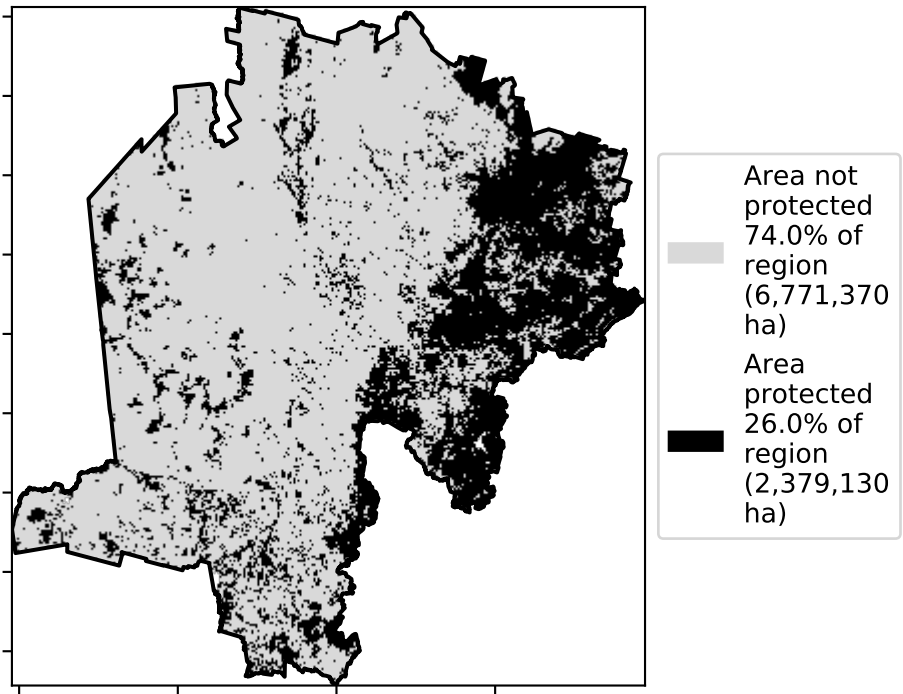 Area not
protected
74.0% of
region
(6,771,370
ha)
Area
protected
26.0% of
region
(2,379,130
ha)